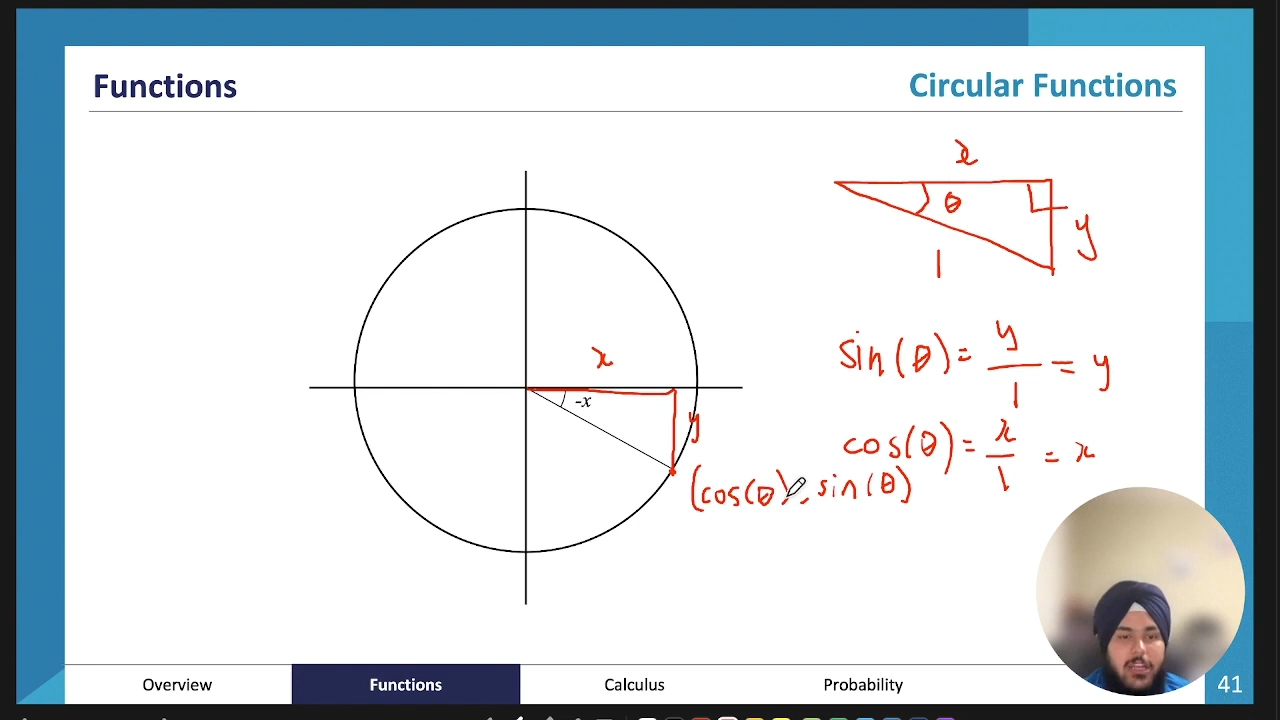 Functions
Circular Functions
x
θ
y
1
sin(θ) = y/1 = y
x
-x
cos(θ) = x/1 = x
y
(cos(θ), sin(θ)
Overview
Functions
Calculus
Probability
41